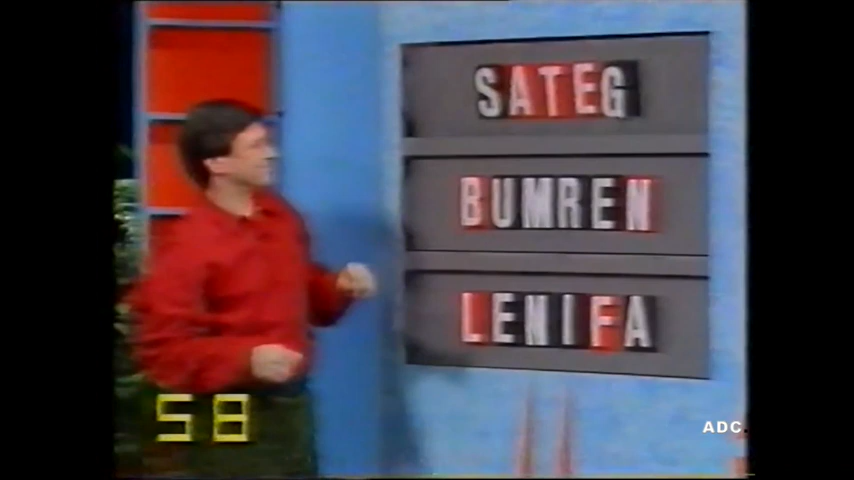 SATEG
BUMREN
LENIFA
58
ADC.